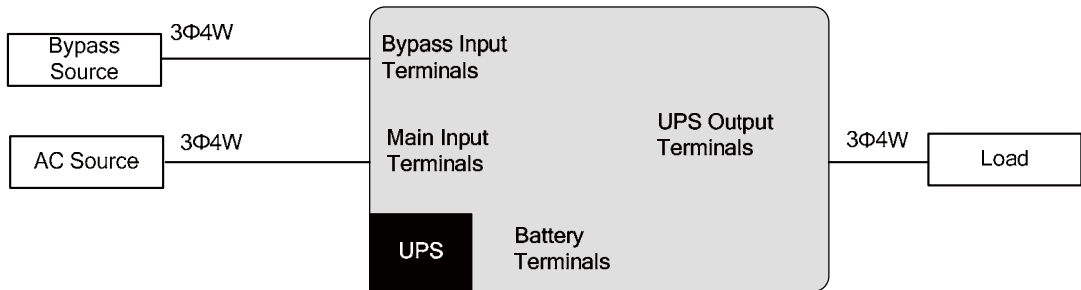 3Φ4W
Bypass
Source
Bypass Input
Terminals
3Φ4W
AC Source
Main Input
Terminals
UPS Output
Terminals
3Φ4W
Load
UPS
Battery
Terminals